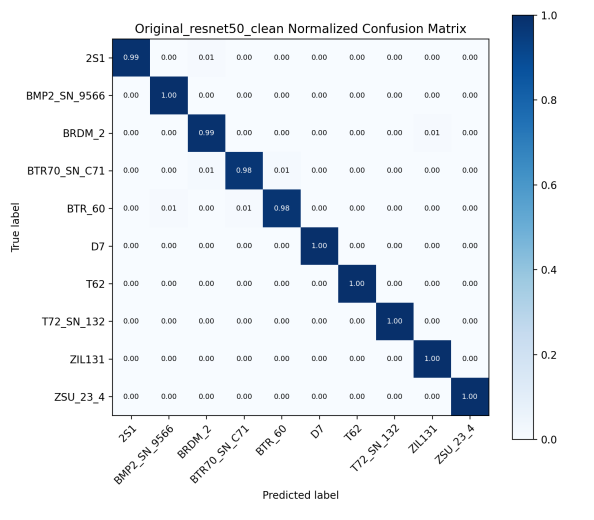 Original_resnet50_clean Normalized Confusion Matrix
2S1 0.99 0.00 0.01 0.00 0.00 0.00 0.00 0.00 0.00 0.00
BMP2_SN_9566 0.00 1.00 0.00 0.00 0.00 0.00 0.00 0.00 0.00 0.00
BRDM_2 0.00 0.00 0.99 0.00 0.00 0.00 0.00 0.00 0.01 0.00
BTR70_SN_C71 0.00 0.00 0.01 0.98 0.01 0.00 0.00 0.00 0.00 0.00
BTR_60 0.00 0.01 0.00 0.01 0.98 0.00 0.00 0.00 0.00 0.00
D7 0.00 0.00 0.00 0.00 0.00 1.00 0.00 0.00 0.00 0.00
T62 0.00 0.00 0.00 0.00 0.00 0.00 1.00 0.00 0.00 0.00
T72_SN_132 0.00 0.00 0.00 0.00 0.00 0.00 0.00 1.00 0.00 0.00
ZIL131 0.00 0.00 0.00 0.00 0.00 0.00 0.00 0.00 1.00 0.00
ZSU_23_4 0.00 0.00 0.00 0.00 0.00 0.00 0.00 0.00 0.00 1.00
2S1 BMP2_SN_9566 BRDM_2 BTR70_SN_C71 BTR_60 D7 T62 T72_SN_132 ZIL131 ZSU_23_4
Predicted label
True label
1.0
0.8
0.6
0.4
0.2
0.0